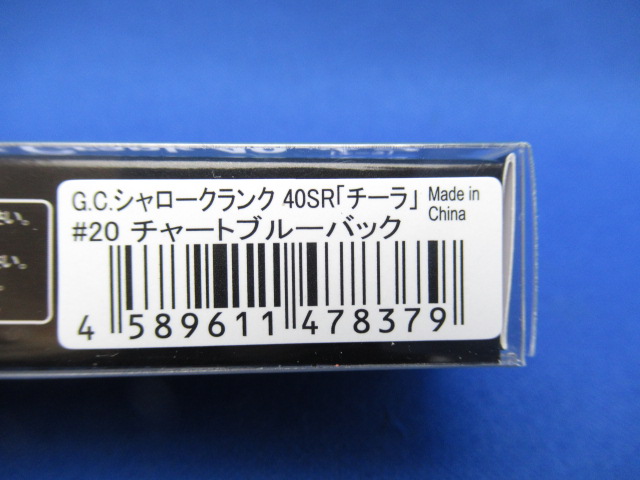 G.C.シャロークランク 40SR「チーラ」 Made in China
#20 チャートブルーバック
4 589611 478379